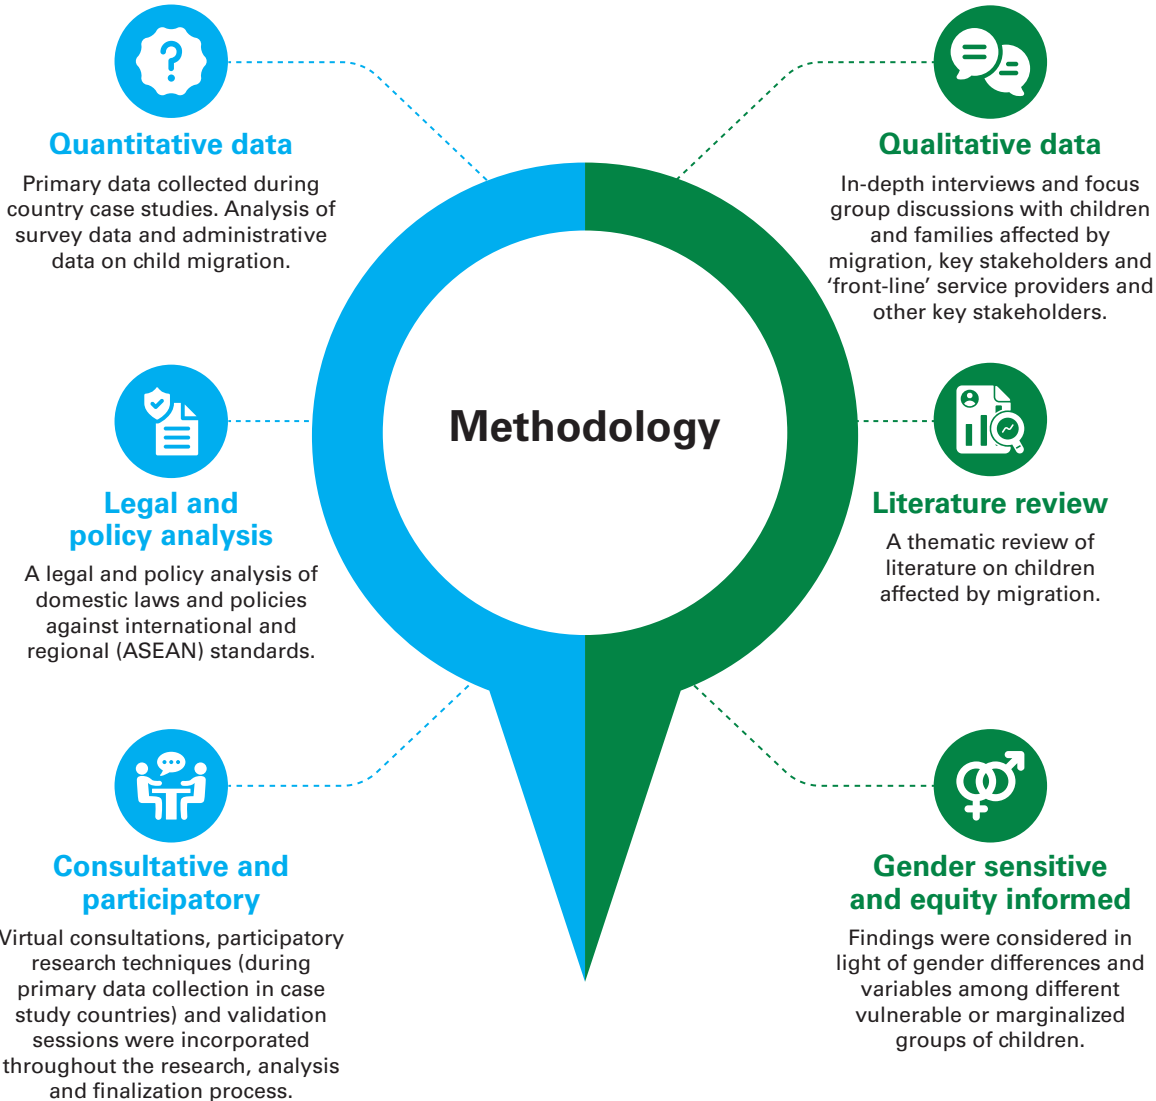 Quantitative data
Primary data collected during
country case studies. Analysis of
survey data and administrative
data on child migration.
Legal and
policy analysis
A legal and policy analysis of
domestic laws and policies
against international and
regional (ASEAN) standards.
Consultative and
participatory
Virtual consultations, participatory
research techniques (during
primary data collection in case
study countries) and validation
sessions were incorporated
throughout the research, analysis
and finalization process.
Methodology
Qualitative data
In-depth interviews and focus
group discussions with children
and families affected by
migration, key stakeholders and
‘front-line’ service providers and
other key stakeholders.
Literature review
A thematic review of
literature on children
affected by migration.
Gender sensitive
and equity informed
Findings were considered in
light of gender differences and
variables among different
vulnerable or marginalized
groups of children.